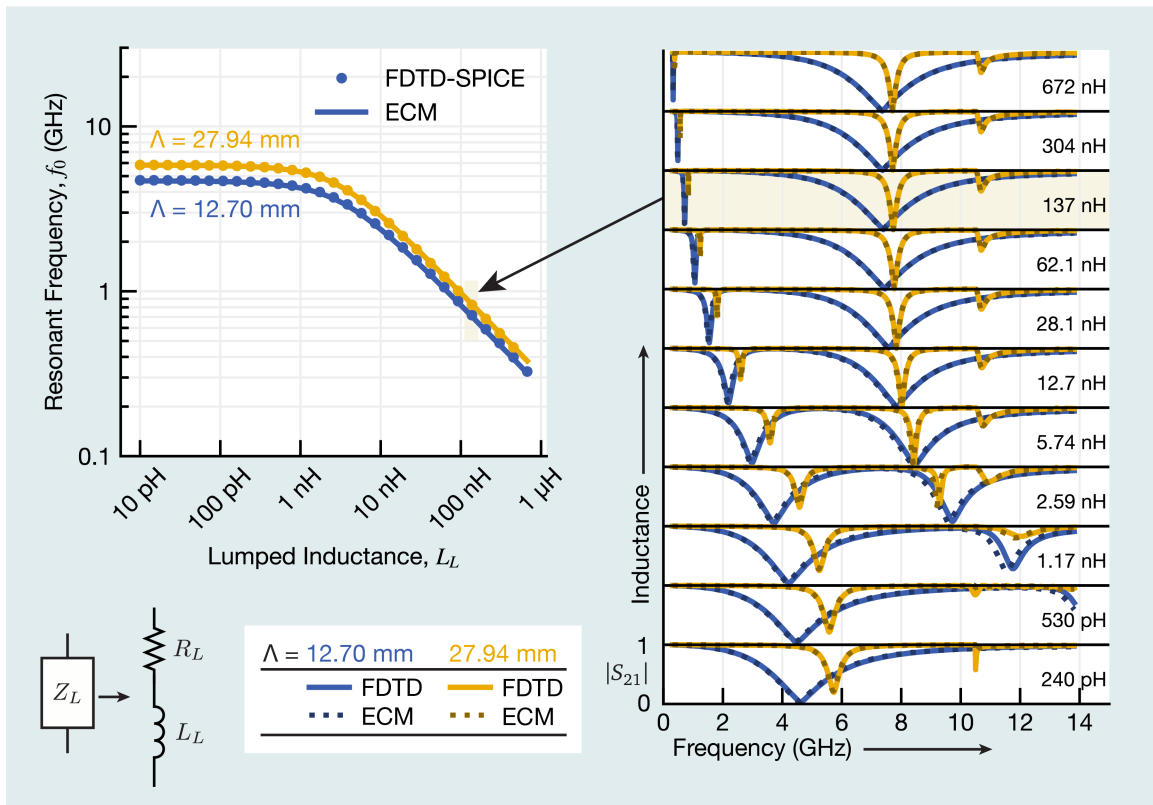 Resonant Frequency, f₀ (GHz)
10
1
0.1
FDTD-SPICE
ECM
Λ = 27.94 mm
Λ = 12.70 mm
10 pH
100 pH
1 nH
10 nH
100 nH
1 μH
Lumped Inductance, L_L
672 nH
304 nH
137 nH
62.1 nH
28.1 nH
12.7 nH
5.74 nH
2.59 nH
1.17 nH
530 pH
240 pH
Inductance
1
|S₂₁|
0
0 2 4 6 8 10 12 14
Frequency (GHz)
Z_L
R_L
L_L
Λ = 12.70 mm 27.94 mm
FDTD FDTD
ECM ECM